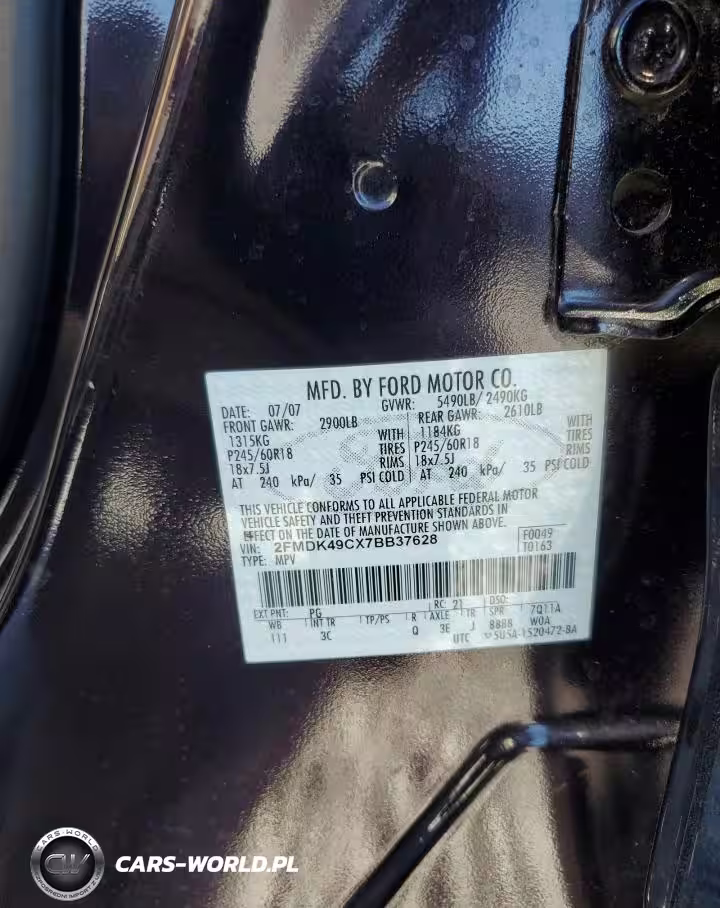 MFD. BY FORD MOTOR CO.
DATE: 07/07 GVWR: 5490LB/ 2490KG
FRONT GAWR: 2900LB REAR GAWR: 2610LB
1315KG WITH 1184KG WITH
P245/60R18 TIRES P245/60R18 TIRES
18x7.5J RIMS 18x7.5J RIMS
AT 240 kPa/ 35 PSI COLD AT 240 kPa/ 35 PSI COLD
THIS VEHICLE CONFORMS TO ALL APPLICABLE FEDERAL MOTOR
VEHICLE SAFETY AND THEFT PREVENTION STANDARDS IN
EFFECT ON THE DATE OF MANUFACTURE SHOWN ABOVE.
VIN: 2FMDK49CX7BB37628 F0049
TYPE: MPV T0163
EXT PNT: PG RC: 21 DSO:
WB INT TR TP/PS R AXLE TR SPR 7Q11A
111 3C Q 3E J 8888 W0A
UTC 5U5A-1520472-BA
CARS-WORLD
CW
CARS-WORLD.PL